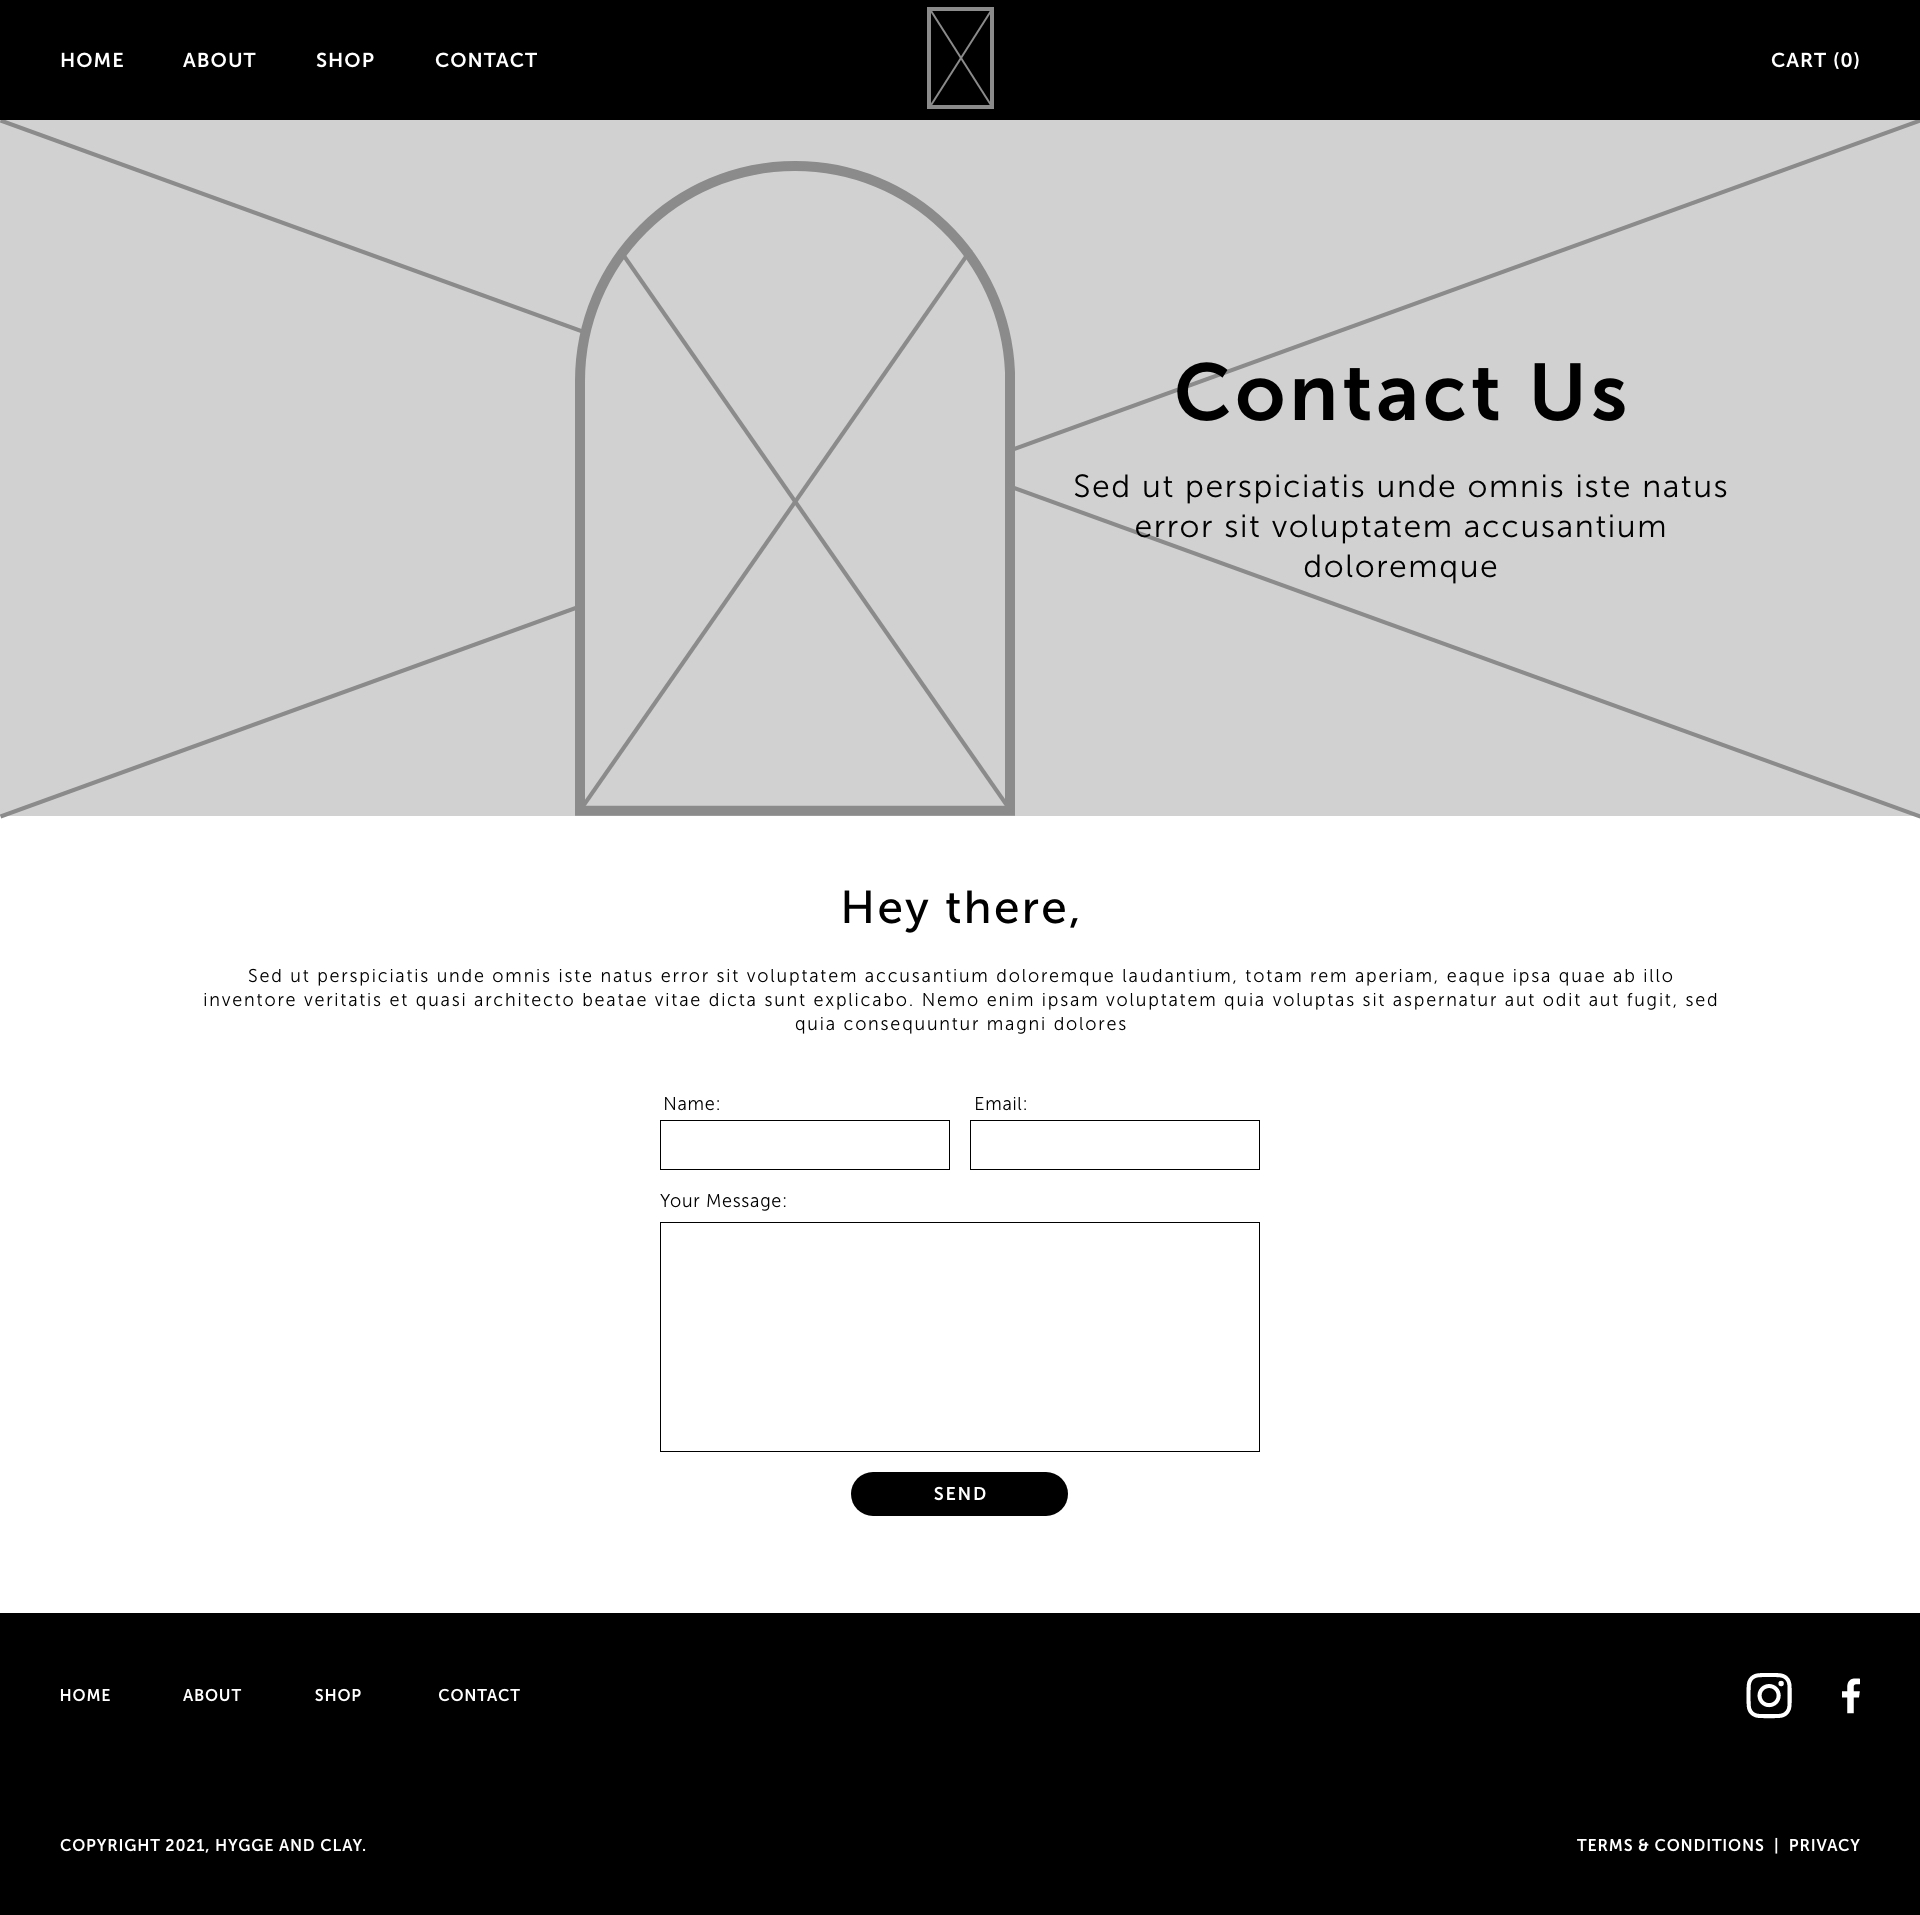 HOME ABOUT SHOP CONTACT CART (0)
Contact Us
Sed ut perspiciatis unde omnis iste natus
error sit voluptatem accusantium
doloremque
Hey there,
Sed ut perspiciatis unde omnis iste natus error sit voluptatem accusantium doloremque laudantium, totam rem aperiam, eaque ipsa quae ab illo
inventore veritatis et quasi architecto beatae vitae dicta sunt explicabo. Nemo enim ipsam voluptatem quia voluptas sit aspernatur aut odit aut fugit, sed
quia consequuntur magni dolores
Name: Email:
Your Message:
SEND
HOME ABOUT SHOP CONTACT
COPYRIGHT 2021, HYGGE AND CLAY. TERMS & CONDITIONS | PRIVACY